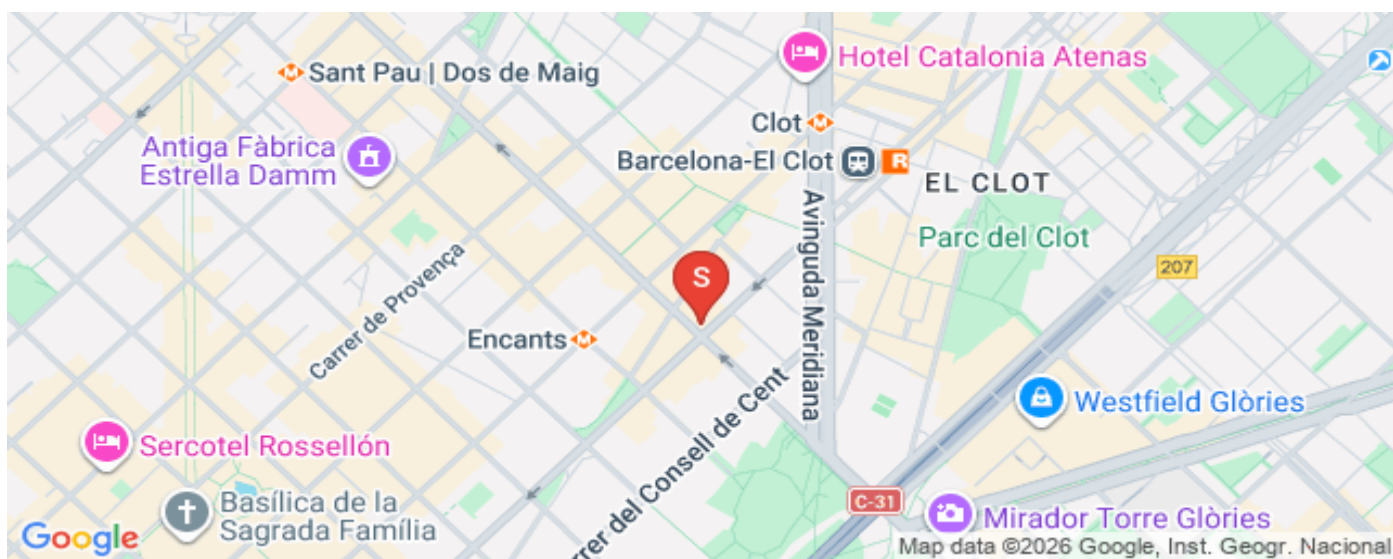 Hotel Catalonia Atenas
Sant Pau | Dos de Maig
Clot
Antiga Fàbrica
Estrella Damm
Barcelona-El Clot
R
EL CLOT
Avinguda Meridiana
Parc del Clot
Carrer de Provença
207
S
Encants
Carrer del Consell de Cent
Westfield Glòries
Sercotel Rossellón
Basílica de la
Sagrada Família
C-31
Mirador Torre Glòries
Google
Map data ©2026 Google, Inst. Geogr. Nacional